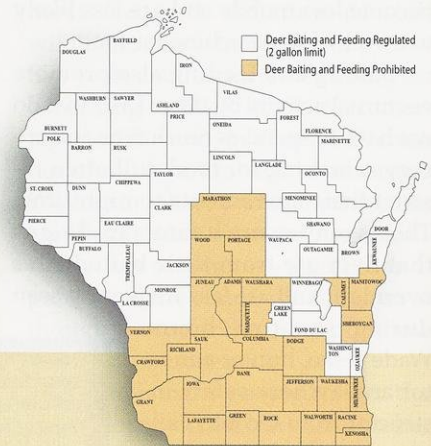 Deer Baiting and Feeding Regulated
(2 gallon limit)
Deer Baiting and Feeding Prohibited
BAYFIELD
DOUGLAS
IRON
VILAS
WASHBURN
SAWYER
ASHLAND
PRICE
ONEIDA
FOREST
FLORENCE
MARINETTE
BURNETT
POLK
BARRON
RUSK
LINCOLN
LANGLADE
OCONTO
TAYLOR
CHIPPEWA
ST. CROIX
DUNN
MENOMINEE
MARATHON
CLARK
PIERCE
EAU CLAIRE
SHAWANO
DOOR
PEPIN
BUFFALO
WOOD
PORTAGE
WAUPACA
OUTAGAMIE
BROWN
KEWAUNEE
TREMPEALEAU
JACKSON
JUNEAU
ADAMS
WAUSHARA
WINNEBAGO
CALUMET
MANITOWOC
LA CROSSE
MONROE
MARQUETTE
GREEN
LAKE
FOND DU LAC
SHEBOYGAN
VERNON
SAUK
COLUMBIA
DODGE
WASHING
TON
OZAUKEE
RICHLAND
CRAWFORD
DANE
IOWA
JEFFERSON
WAUKESHA
MILWAUKEE
GRANT
LAFAYETTE
GREEN
ROCK
WALWORTH
RACINE
KENOSHA